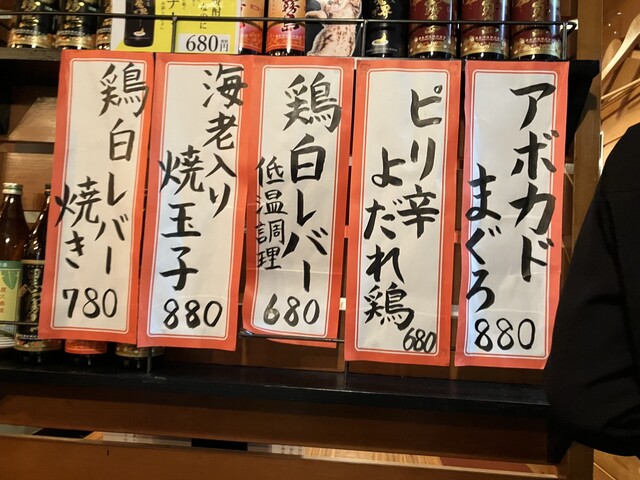 アボカド
まぐろ
880
ピリ辛
よだれ鶏
680
鶏白レバー
低温調理
680
海老入り
焼玉子
880
鶏白レバー
焼き
780
680円